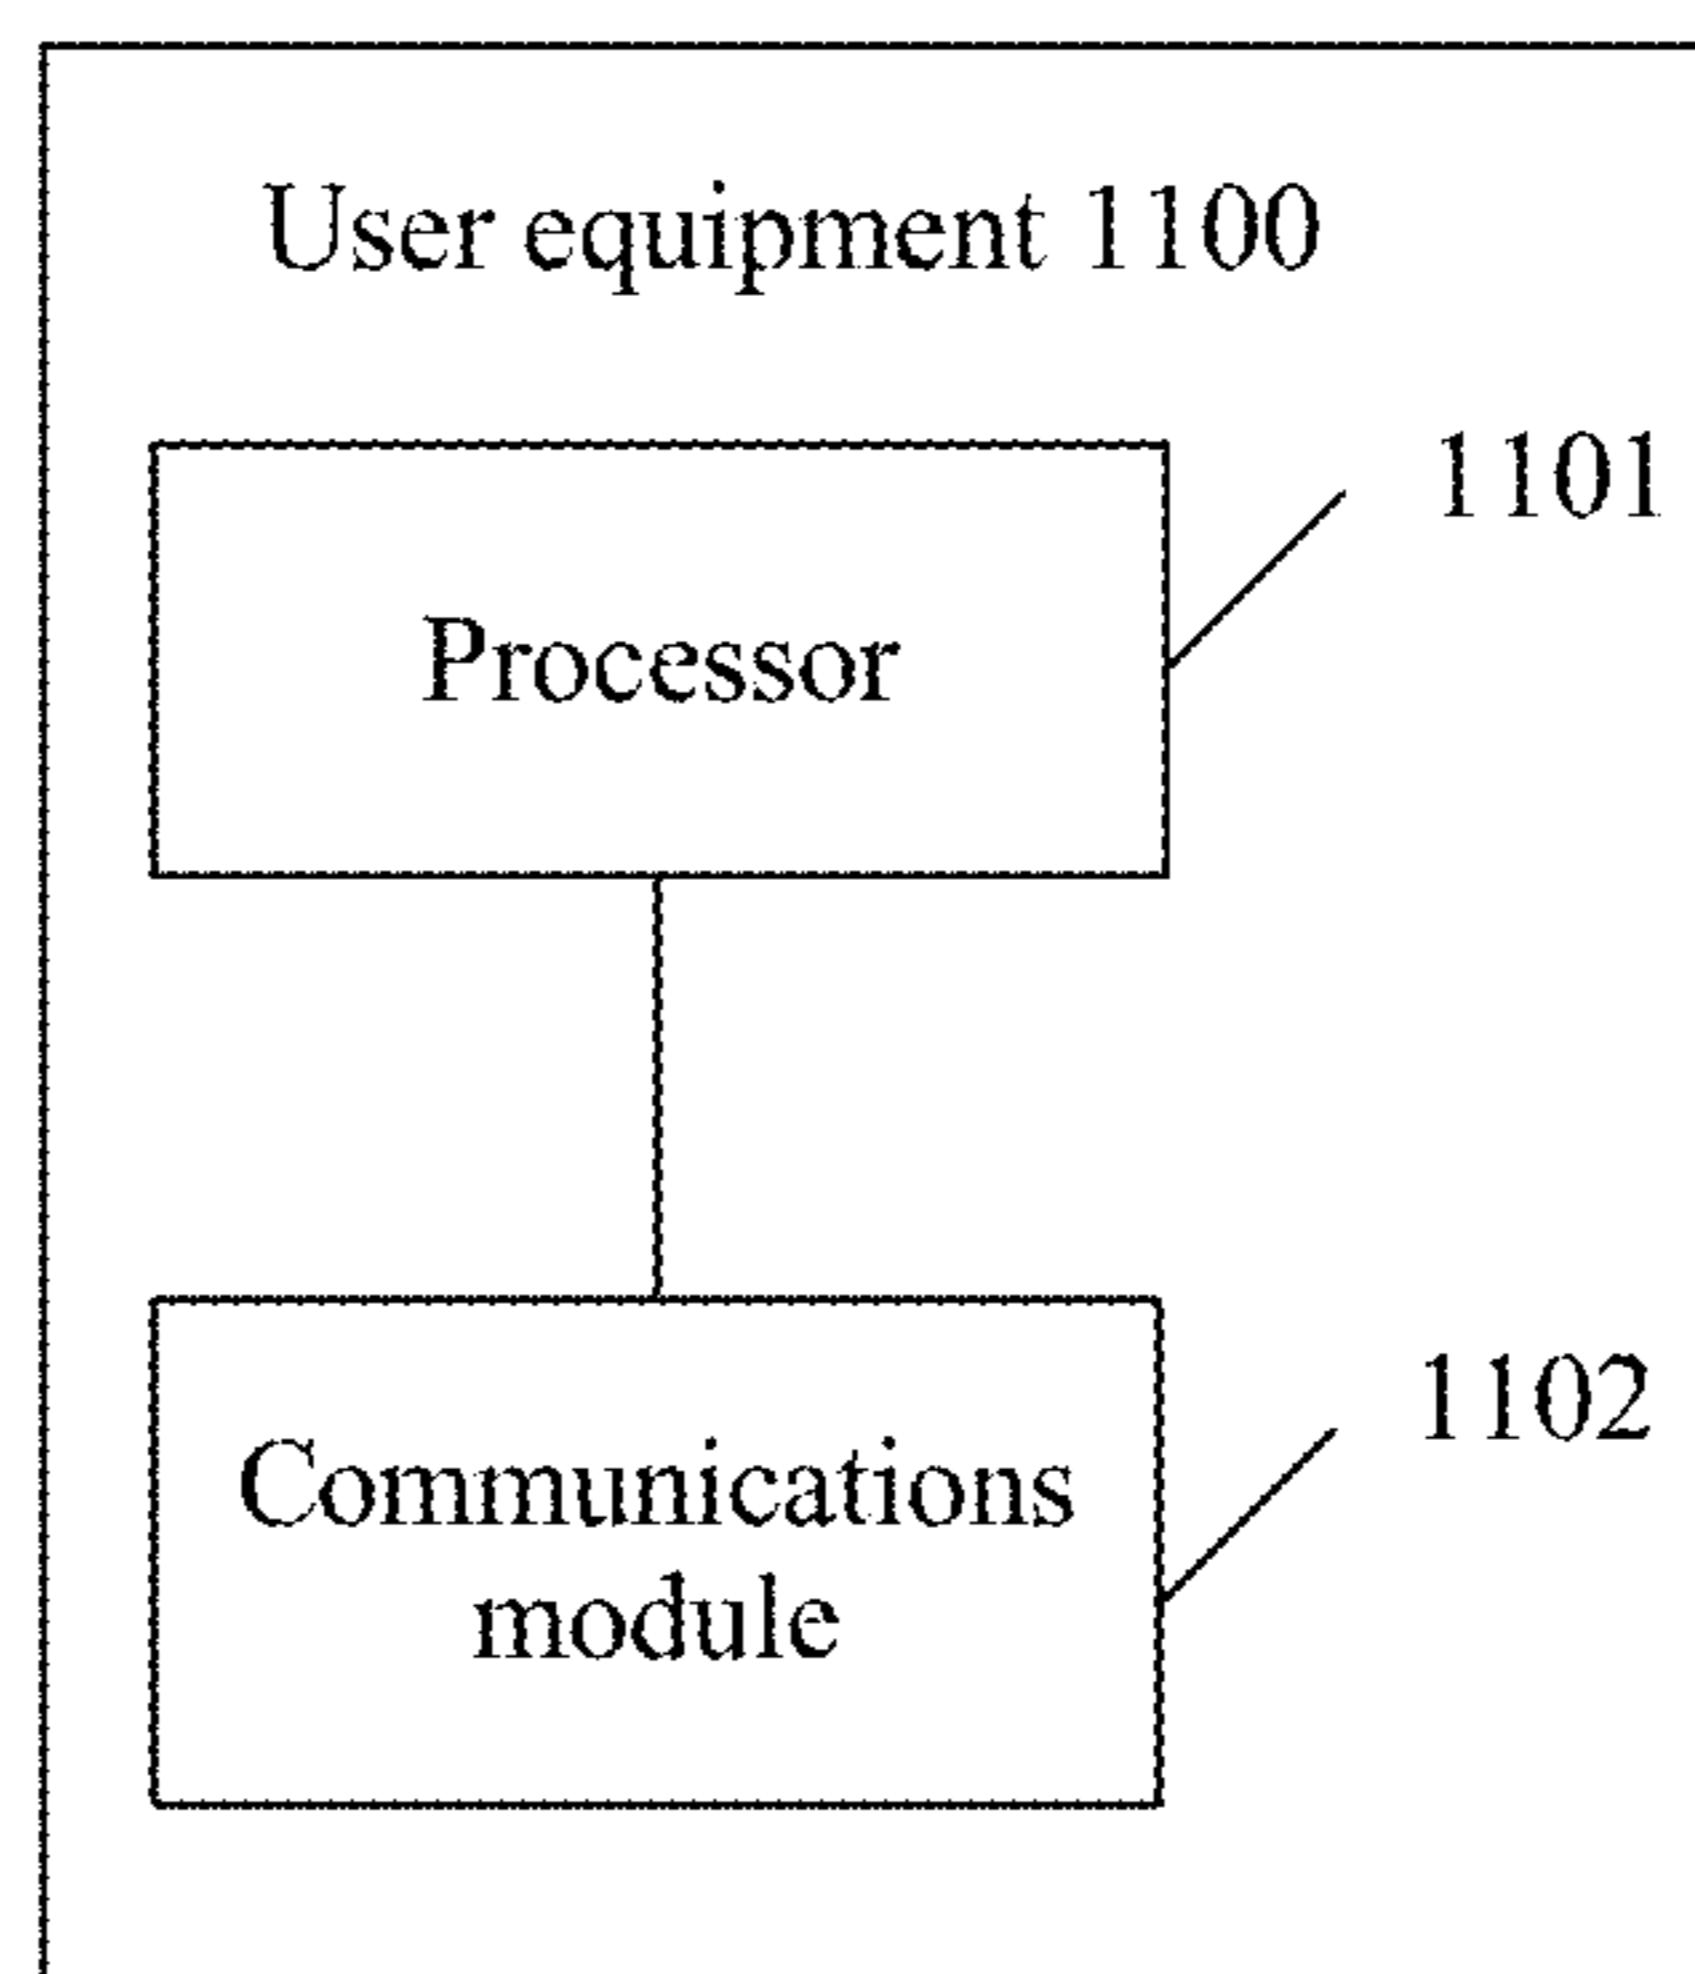 User equipment 1100
1101
Processor
1102
Communications
module